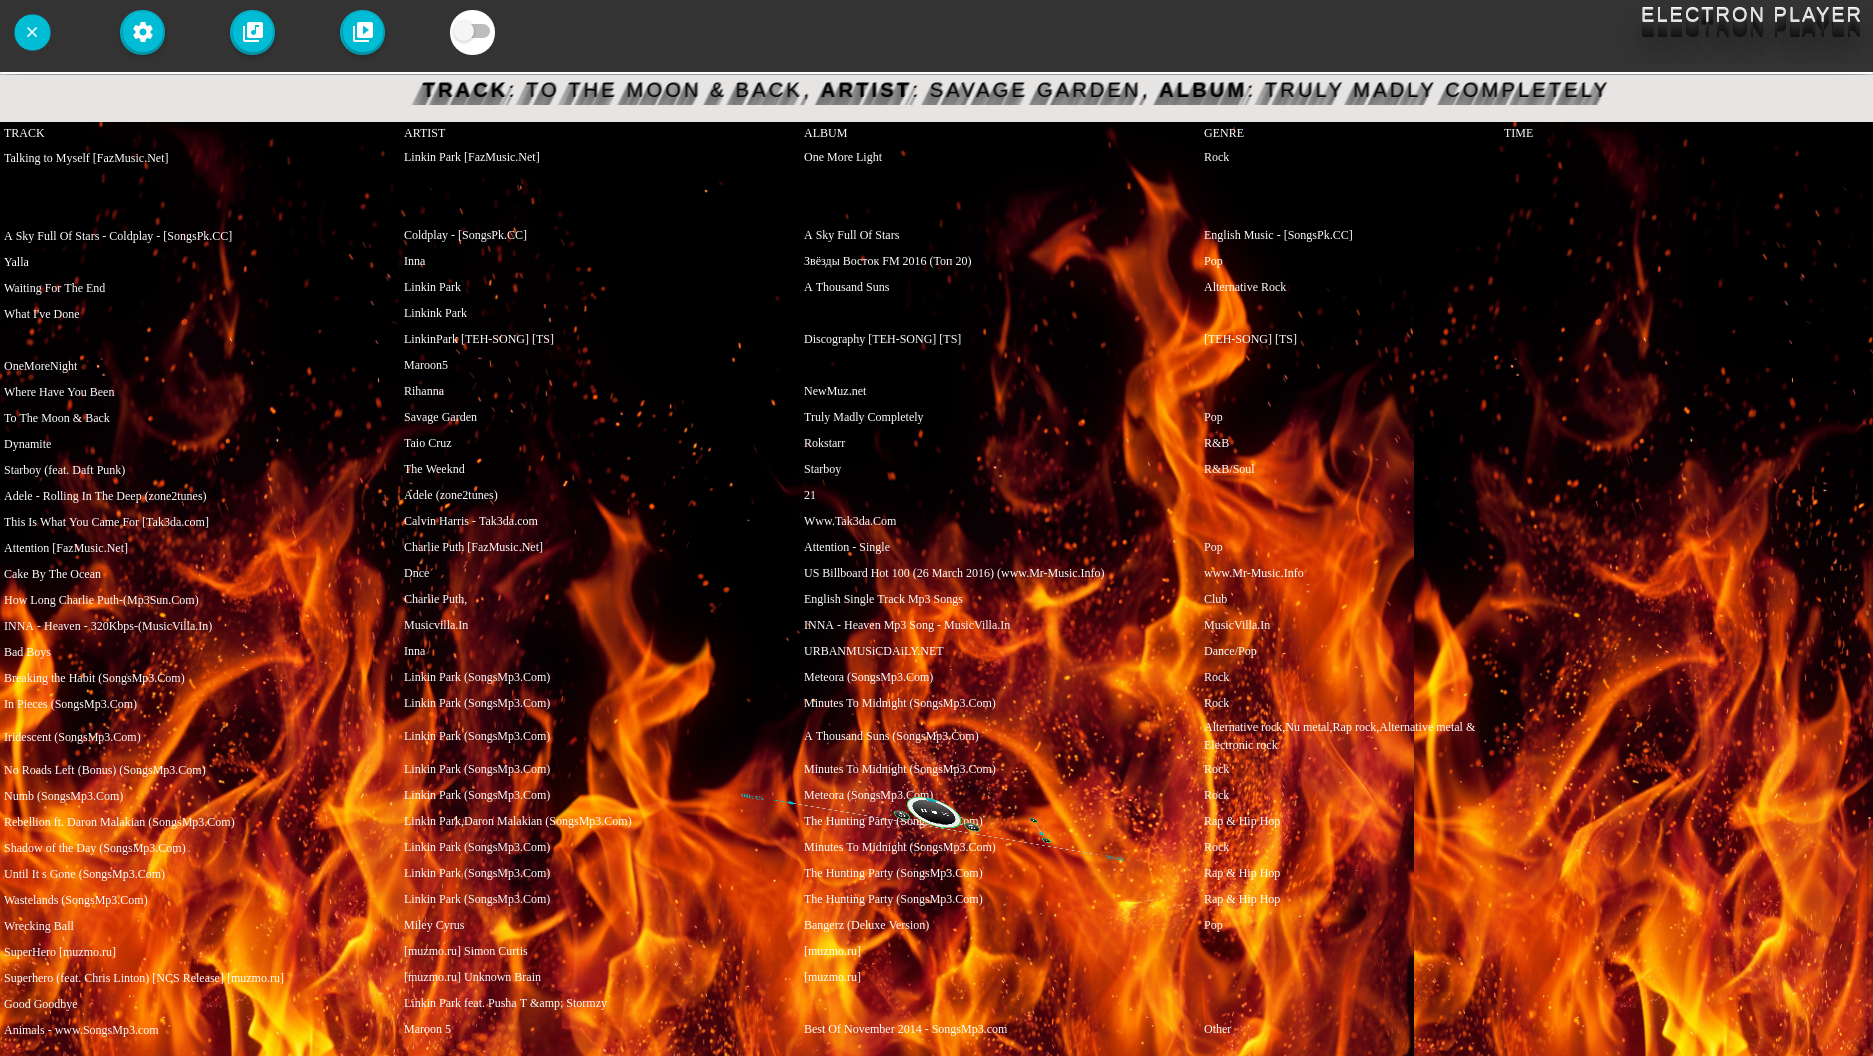 ELECTRON PLAYER
TRACK: TO THE MOON & BACK, ARTIST: SAVAGE GARDEN, ALBUM: TRULY MADLY COMPLETELY
TRACK ARTIST ALBUM GENRE TIME
Talking to Myself [FazMusic.Net] Linkin Park [FazMusic.Net] One More Light Rock
A Sky Full Of Stars - Coldplay - [SongsPk.CC] Coldplay - [SongsPk.CC] A Sky Full Of Stars English Music - [SongsPk.CC]
Yalla Inna Звёзды Восток FM 2016 (Топ 20) Pop
Waiting For The End Linkin Park A Thousand Suns Alternative Rock
What I've Done Linkink Park
LinkinPark [TEH-SONG] [TS] Discography [TEH-SONG] [TS] [TEH-SONG] [TS]
OneMoreNight Maroon5
Where Have You Been Rihanna NewMuz.net
To The Moon & Back Savage Garden Truly Madly Completely Pop
Dynamite Taio Cruz Rokstarr R&B
Starboy (feat. Daft Punk) The Weeknd Starboy R&B/Soul
Adele - Rolling In The Deep (zone2tunes) Adele (zone2tunes) 21
This Is What You Came For [Tak3da.com] Calvin Harris - Tak3da.com Www.Tak3da.Com
Attention [FazMusic.Net] Charlie Puth [FazMusic.Net] Attention - Single Pop
Cake By The Ocean Dnce US Billboard Hot 100 (26 March 2016) (www.Mr-Music.Info) www.Mr-Music.Info
How Long Charlie Puth-(Mp3Sun.Com) Charlie Puth, English Single Track Mp3 Songs Club
INNA - Heaven - 320Kbps-(MusicVilla.In) Musicvilla.In INNA - Heaven Mp3 Song - MusicVilla.In MusicVilla.In
Bad Boys Inna URBANMUSiCDAiLY.NET Dance/Pop
Breaking the Habit (SongsMp3.Com) Linkin Park (SongsMp3.Com) Meteora (SongsMp3.Com) Rock
In Pieces (SongsMp3.Com) Linkin Park (SongsMp3.Com) Minutes To Midnight (SongsMp3.Com) Rock
Iridescent (SongsMp3.Com) Linkin Park (SongsMp3.Com) A Thousand Suns (SongsMp3.Com) Alternative rock,Nu metal,Rap rock,Alternative metal &
Electronic rock
No Roads Left (Bonus) (SongsMp3.Com) Linkin Park (SongsMp3.Com) Minutes To Midnight (SongsMp3.Com) Rock
Numb (SongsMp3.Com) Linkin Park (SongsMp3.Com) Meteora (SongsMp3.Com) Rock
Rebellion ft. Daron Malakian (SongsMp3.Com) Linkin Park,Daron Malakian (SongsMp3.Com) The Hunting Party (SongsMp3.Com) Rap & Hip Hop
Shadow of the Day (SongsMp3.Com) Linkin Park (SongsMp3.Com) Minutes To Midnight (SongsMp3.Com) Rock
Until It s Gone (SongsMp3.Com) Linkin Park (SongsMp3.Com) The Hunting Party (SongsMp3.Com) Rap & Hip Hop
Wastelands (SongsMp3.Com) Linkin Park (SongsMp3.Com) The Hunting Party (SongsMp3.Com) Rap & Hip Hop
Wrecking Ball Miley Cyrus Bangerz (Deluxe Version) Pop
SuperHero [muzmo.ru] [muzmo.ru] Simon Curtis [muzmo.ru]
Superhero (feat. Chris Linton) [NCS Release] [muzmo.ru] [muzmo.ru] Unknown Brain [muzmo.ru]
Good Goodbye Linkin Park feat. Pusha T &amp; Stormzy
Animals - www.SongsMp3.com Maroon 5 Best Of November 2014 - SongsMp3.com Other